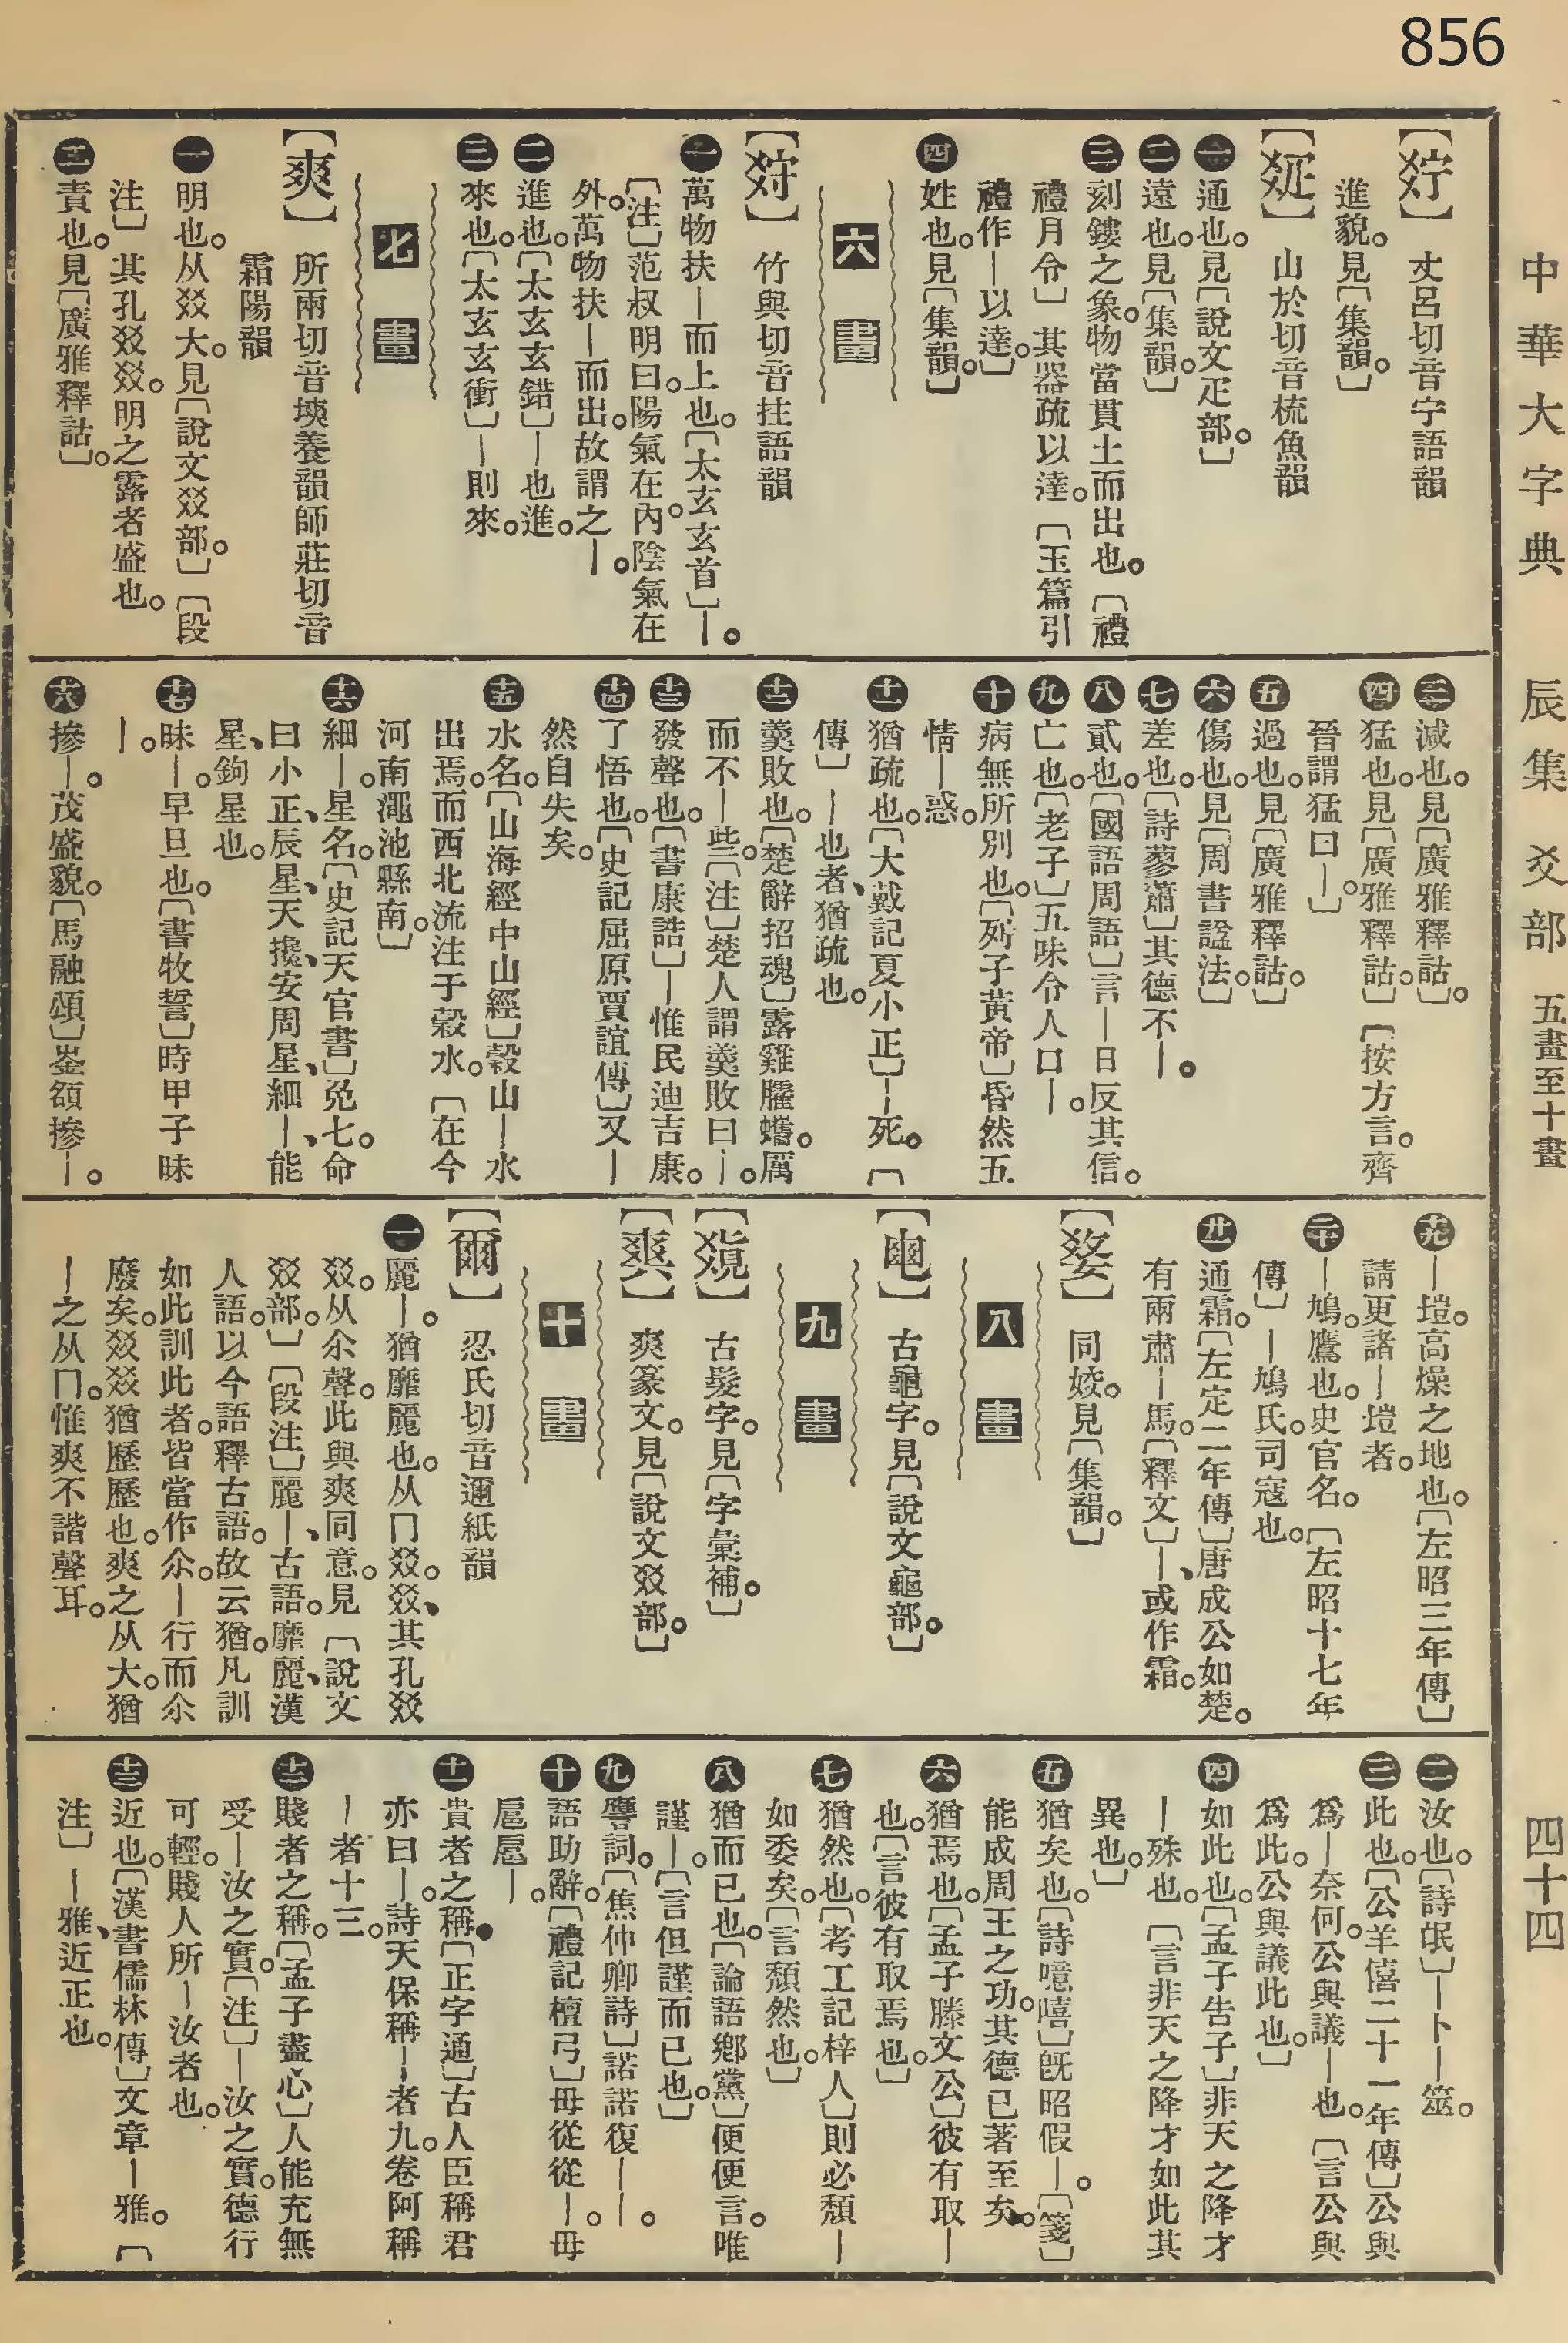 856
中華大字典 辰集 爻部 五畫至十畫 四十四
【㸖】 丈呂切音宁語韻
進貌。見〔集韻。〕
【𤕟】 山於切音梳魚韻
㊀通也。見〔說文疋部。〕
㊁遠也。見〔集韻。〕
㊂刻鏤之象。物當貫土而出也。〔禮
禮月令〕其器疏以達。〔玉篇引
禮作—以達。〕
㊃姓也。見〔集韻。〕
六畫
竹與切音拄語韻
㊀萬物扶—而上也。〔太玄玄首〕—。
〔注〕范叔明曰。陽氣在內。陰氣在
外。萬物扶—而出。故謂之—。
㊁進也。〔太玄玄錯〕—也進。
㊂來也。〔太玄玄衝〕—則來。
七畫
【爽】 所兩切音塽養韻師莊切音
霜陽韻
㊀明也。从㸚大。見〔說文㸚部。〕〔段
注〕其孔㸚㸚。明之露者盛也。
㊁責也。見〔廣雅釋詁〕。
㊂減也。見〔廣雅釋詁〕。
㊃猛也。見〔廣雅釋詁。〕〔按方言。齊
晉謂猛曰—。〕
㊄過也。見〔廣雅釋詁。〕
㊅傷也。見〔周書諡法。〕
㊆差也。〔詩蓼蕭〕其德不—。
㊇貳也。〔國語周語〕言—日反其信。
㊈亡也。〔老子〕五味令人口—。
㊉病無所別也。〔列子黃帝〕昏然五
情—惑。
十一 猶疏也。〔大戴記夏小正〕—死。〔
傳〕—也者、猶疏也。
十二 羹敗也。〔楚辭招魂〕露雞臛蠵。厲
而不—些。〔注〕楚人謂羹敗曰—。
十三 發聲也。〔書康誥〕—惟民迪吉康。
十四 了悟也。〔史記屈原賈誼傳〕又—
然自失矣。
十五 水名。〔山海經中山經〕穀山—水
出焉。而西北流注于穀水。〔在今
河南澠池縣南。〕
十六 細—。星名。〔史記天官書〕免七命。
曰小正、辰星、天攙、安周星、細—、能
星、鉤星也。
十七 昧—。早旦也。〔書牧誓〕時甲子昧
—。
十八 摻—。茂盛貌。〔馬融頌〕峚頟摻—。
十九 —塏。高燥之地也。〔左昭三年傳〕
請更諸—塏者。
二十 —鳩。鷹也。史官名。〔左昭十七年
傳〕—鳩氏。司寇也。
廿一 通霜。〔左定二年傳〕唐成公如楚。
有兩肅—馬。〔釋文〕—、或作霜。
同㛐。見〔集韻。〕
八畫
古龜字。見〔說文龜部。〕
九畫
古髮字。見〔字彙補。〕
【𤕤】 爽篆文。見〔說文㸚部。〕
十畫
【爾】 忍氏切音邇紙韻
㊀麗—。猶靡麗也。从冂㸚。㸚、其孔㸚
㸚。从尒聲。此與爽同意。見〔說文
㸚部。〕〔段注〕麗—、古語。靡麗、漢
人語。以今語釋古語。故云猶。凡訓
如此訓此者。皆當作尒。—行而尒
廢矣。㸚㸚猶歷歷也。爽之从大。猶
—之从冂。惟爽不諧聲耳。
㊁汝也。〔詩氓〕—卜—筮。
㊂此也。〔公羊僖二十一年傳〕公與
爲—奈何。公與議—也。〔言公與
爲此。公與議此也。〕
㊃如此也。〔孟子告子〕非天之降才
—殊也。〔言非天之降才如此其
異也。〕
㊄猶矣也。〔詩噫嘻〕旣昭假—。〔箋〕
能成周王之功。其德已著至矣。
㊅猶焉也。〔孟子滕文公〕彼有取—
也。〔言彼有取焉也。〕
㊆猶然也。〔考工記梓人〕則必頹—
如委矣。〔言頹然也。〕
㊇猶而已也。〔論語鄉黨〕便便言。唯
謹—。〔言但謹而已也。〕
㊈譍詞。〔焦仲卿詩〕諾諾復——。
㊉語助辭。〔禮記檀弓〕毋從從—。毋
扈扈—。
十一 貴者之稱。〔正字通〕古人臣稱君
亦曰—。詩天保稱—者九。卷阿稱
—者十三。
十二 賤者之稱。〔孟子盡心〕人能充無
受—汝之實。〔注〕—汝之實。德行
可輕。賤人所—汝者也。
十三 近也。〔漢書儒林傳〕文章—雅。〔
注〕—雅、近正也。